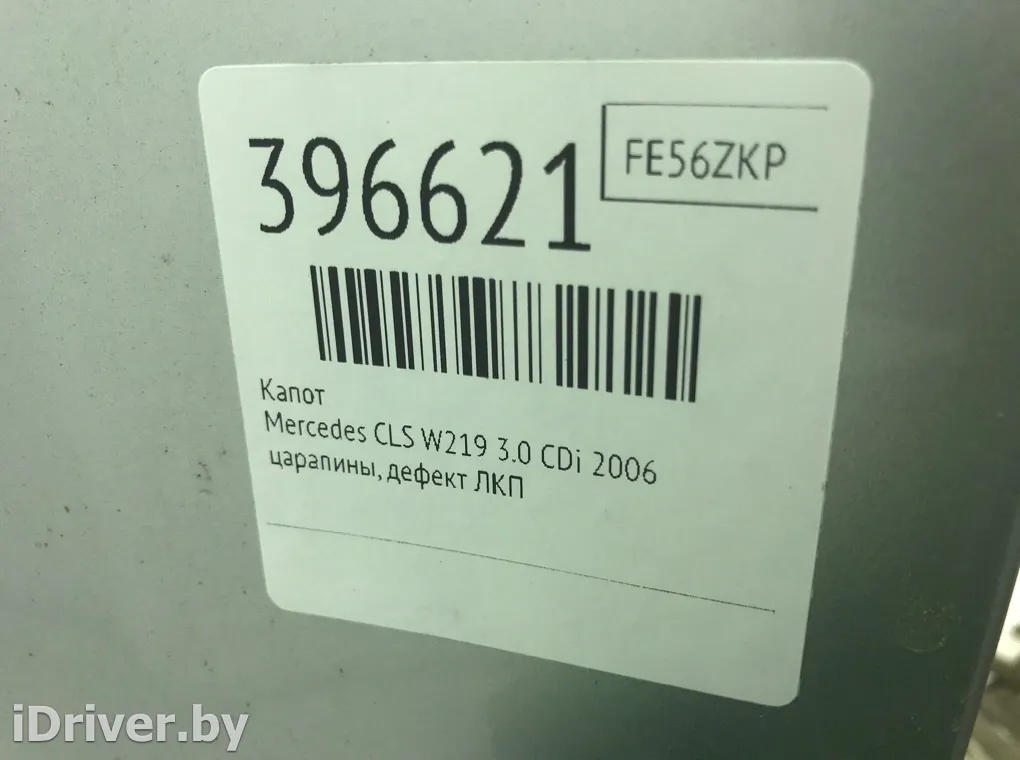 396621
FE56ZKP
Капот
Mercedes CLS W219 3.0 CDi 2006
царапины, дефект ЛКП
iDriver.by